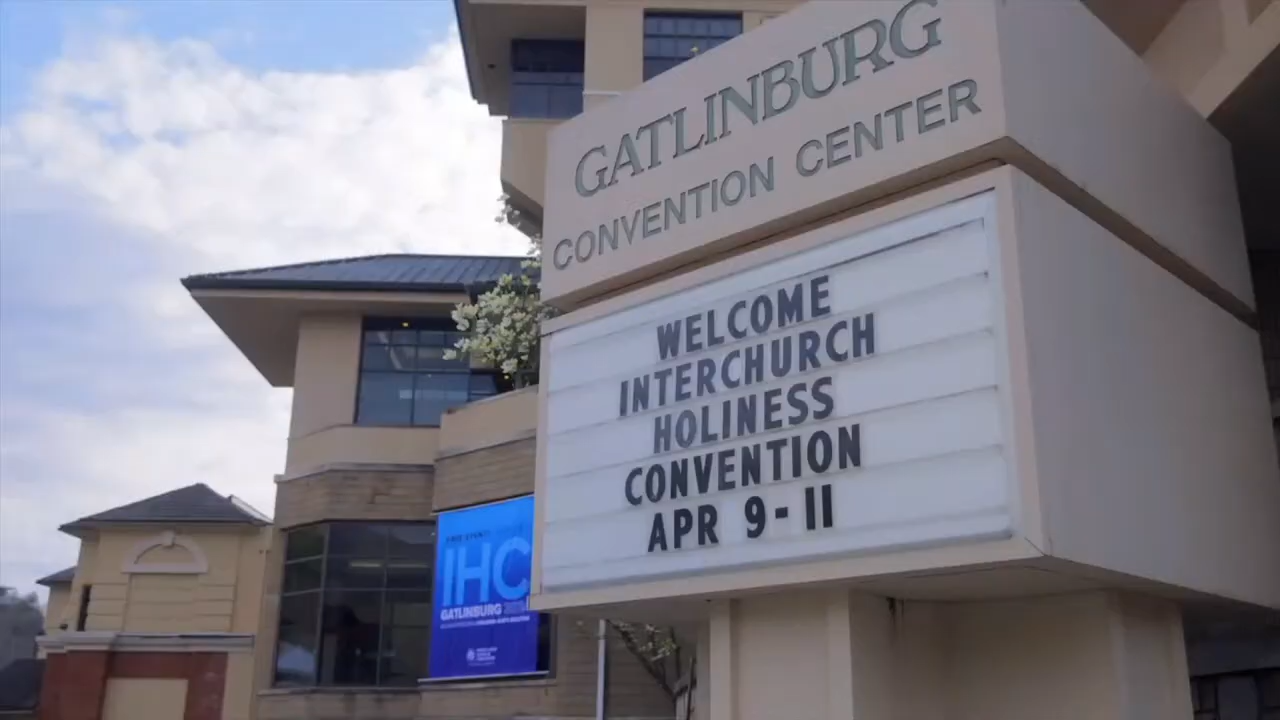 GATLINBURG
CONVENTION CENTER
WELCOME
INTERCHURCH
HOLINESS
CONVENTION
APR 9-11
IHC
GATLINBURG